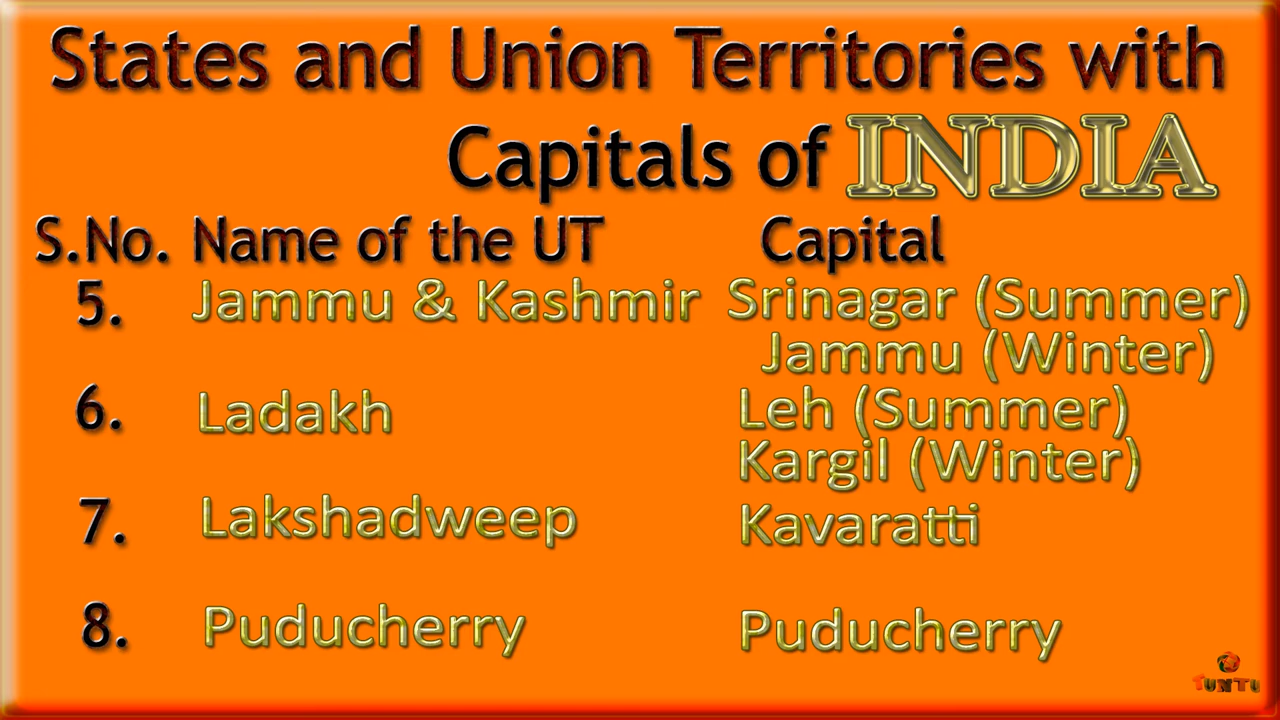 States and Union Territories with
Capitals of INDIA
S.No. Name of the UT Capital
5. Jammu & Kashmir Srinagar (Summer)
Jammu (Winter)
6. Ladakh Leh (Summer)
Kargil (Winter)
7. Lakshadweep Kavaratti
8. Puducherry Puducherry
TUNTU